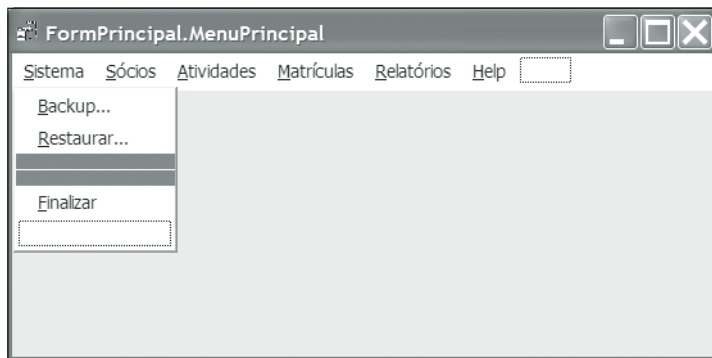 FormPrincipal.MenuPrincipal
Sistema Sócios Atividades Matrículas Relatórios Help
Backup...
Restaurar...
Finalizar